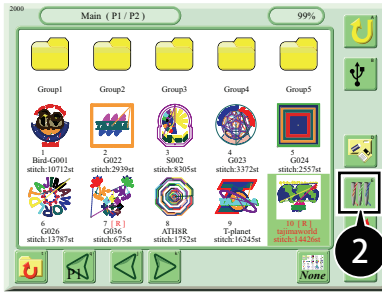 2000
Main ( P1 / P2 )
99%
Group1
Group2
Group3
Group4
Group5
1
Bird-G001
stitch:10712st
2
G022
stitch:2939st
3
S002
stitch:8305st
4
G023
stitch:3372st
5
G024
stitch:2557st
6
G026
stitch:13787st
7 [ R ]
G036
stitch:675st
8
ATH8R
stitch:1752st
9
T-planet
stitch:16245st
10 [ R ]
tajimaworld
stitch:14426st
P1
None
2